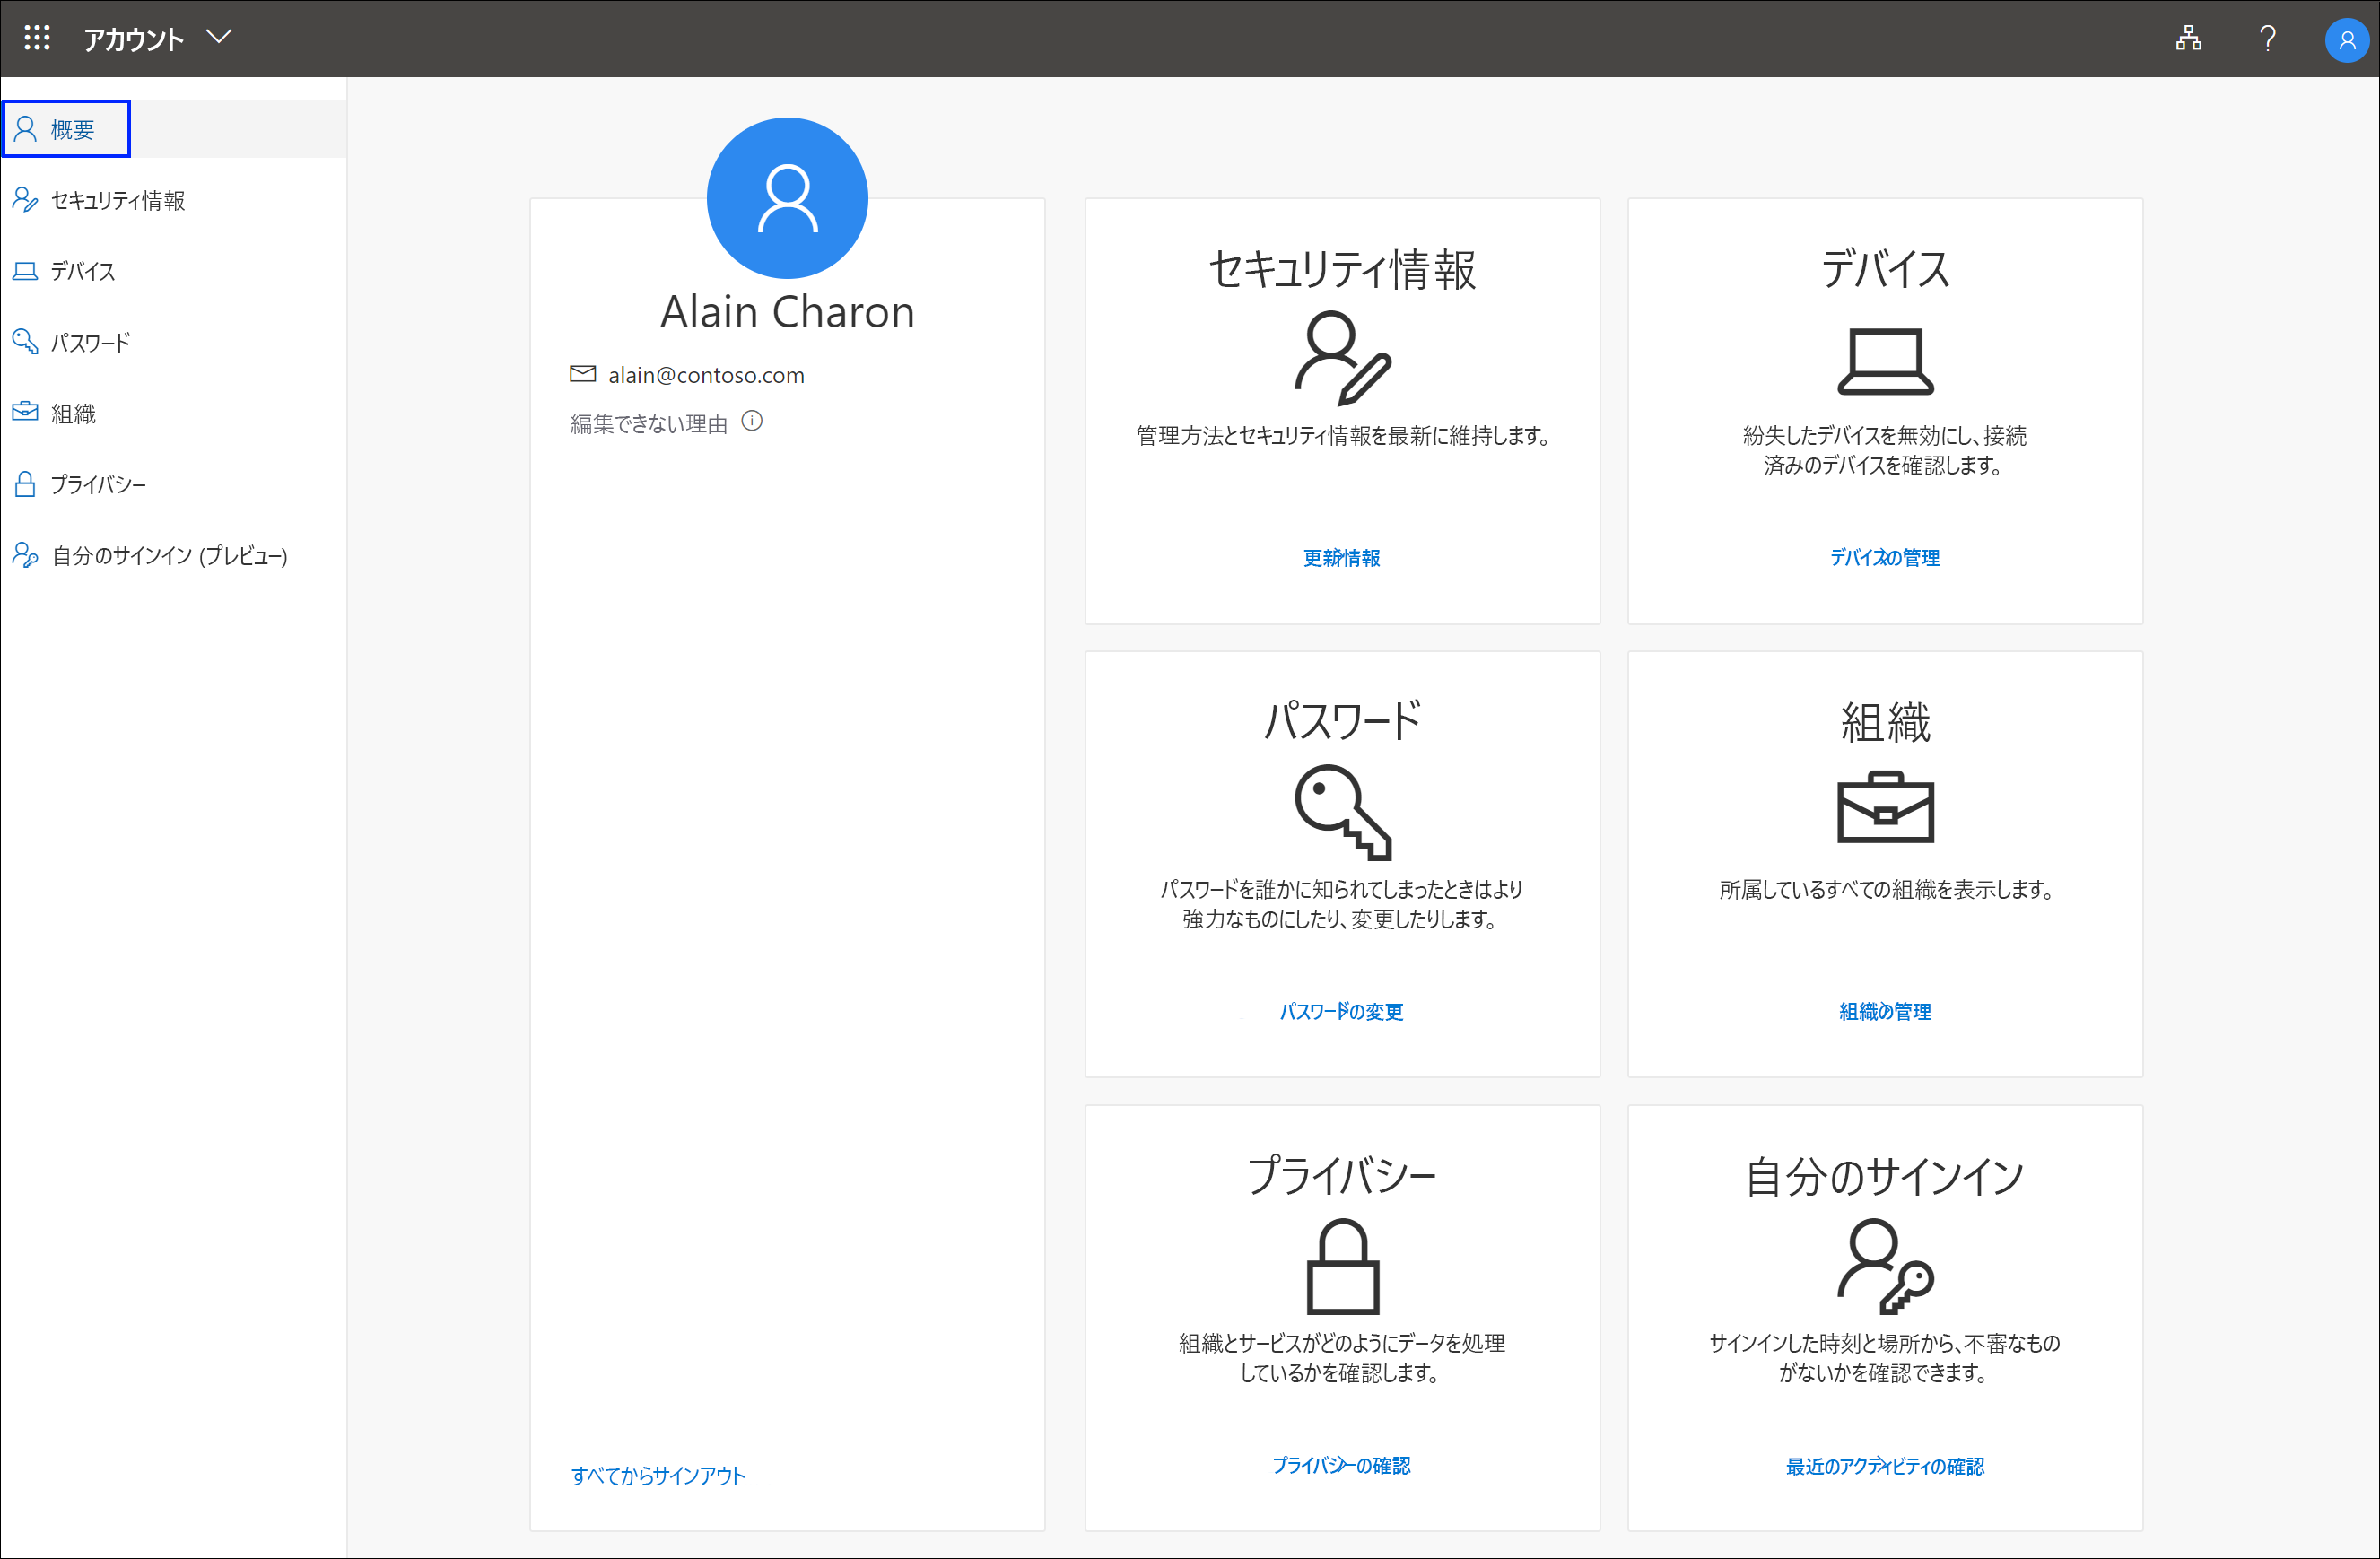 アカウント
概要
セキュリティ情報
デバイス
パスワード
組織
プライバシー
自分のサインイン (プレビュー)
Alain Charon
alain@contoso.com
編集できない理由
すべてからサインアウト
セキュリティ情報
管理方法とセキュリティ情報を最新に維持します。
更新情報
デバイス
紛失したデバイスを無効にし、接続
済みのデバイスを確認します。
デバイスの管理
パスワード
パスワードを誰かに知られてしまったときはより
強力なものにしたり、変更したりします。
パスワードの変更
組織
所属しているすべての組織を表示します。
組織の管理
プライバシー
組織とサービスがどのようにデータを処理
しているかを確認します。
プライバシーの確認
自分のサインイン
サインインした時刻と場所から、不審なもの
がないかを確認できます。
最近のアクティビティの確認